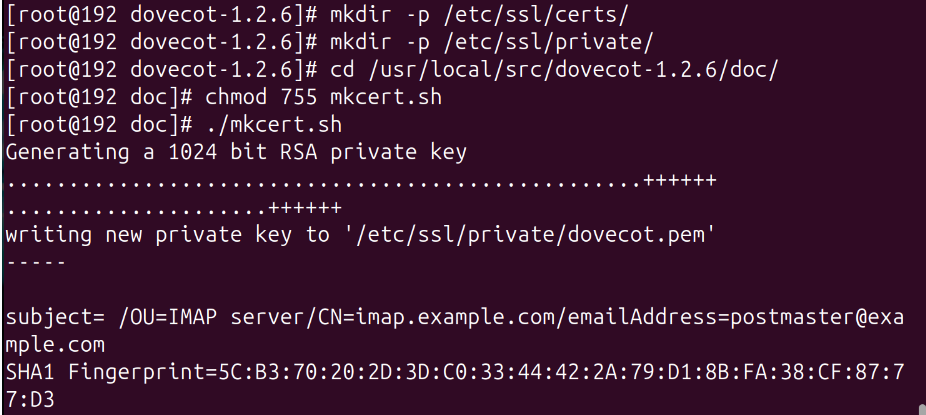 [root@192 dovecot-1.2.6]# mkdir -p /etc/ssl/certs/
[root@192 dovecot-1.2.6]# mkdir -p /etc/ssl/private/
[root@192 dovecot-1.2.6]# cd /usr/local/src/dovecot-1.2.6/doc/
[root@192 doc]# chmod 755 mkcert.sh
[root@192 doc]# ./mkcert.sh
Generating a 1024 bit RSA private key
..................................................++++++
.....................++++++
writing new private key to '/etc/ssl/private/dovecot.pem'
-----
subject= /OU=IMAP server/CN=imap.example.com/emailAddress=postmaster@exa
mple.com
SHA1 Fingerprint=5C:B3:70:20:2D:3D:C0:33:44:42:2A:79:D1:8B:FA:38:CF:87:7
7:D3